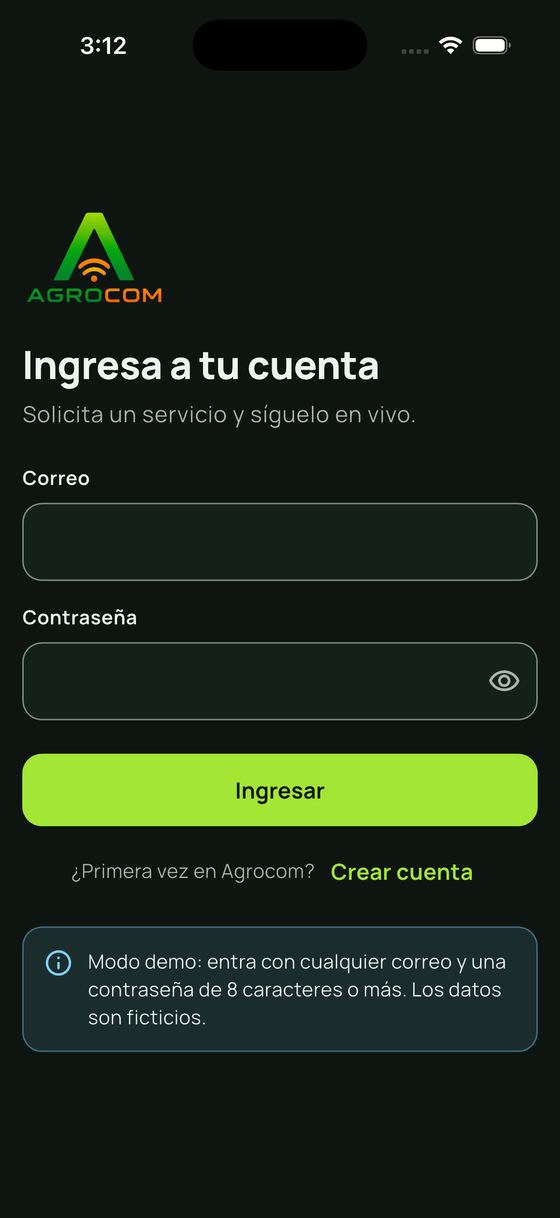 3:12
AGROCOM
Ingresa a tu cuenta
Solicita un servicio y síguelo en vivo.
Correo
Contraseña
Ingresar
¿Primera vez en Agrocom? Crear cuenta
Modo demo: entra con cualquier correo y una
contraseña de 8 caracteres o más. Los datos
son ficticios.